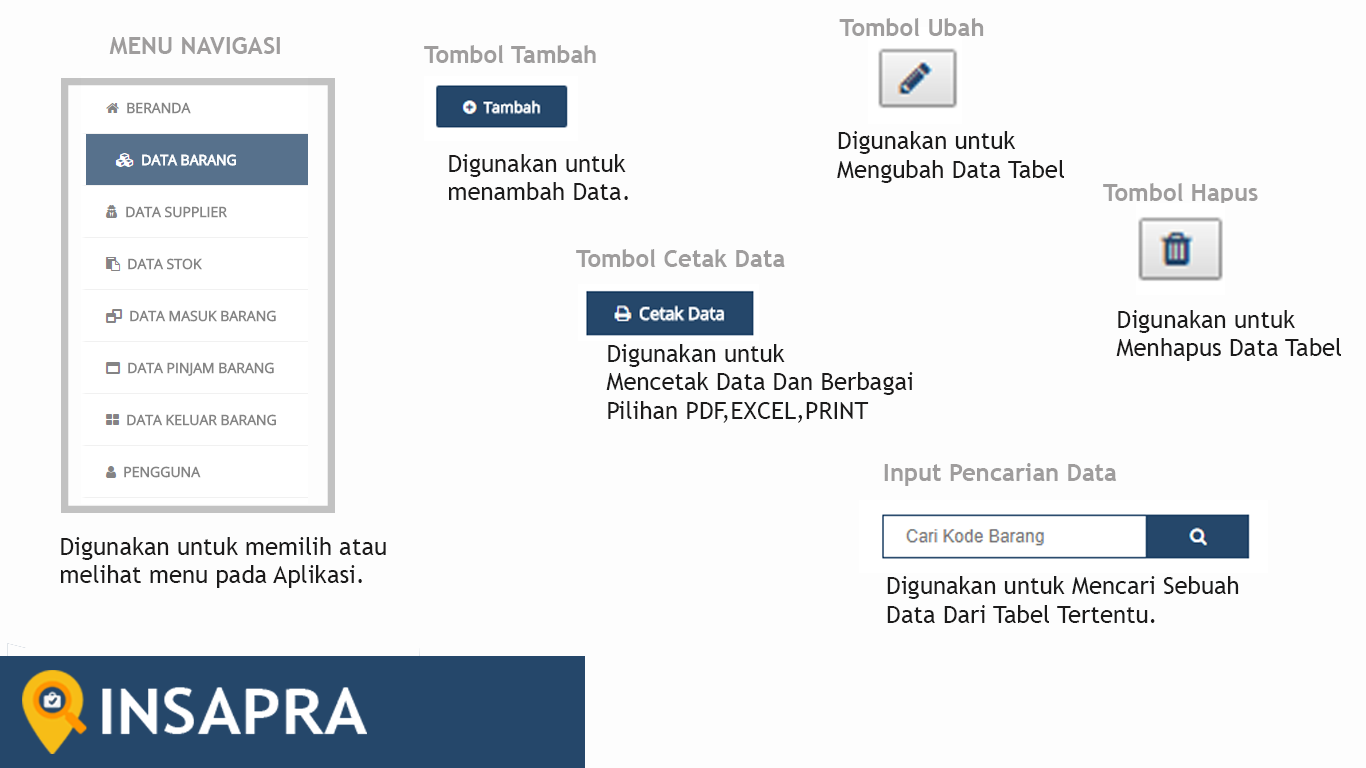 MENU NAVIGASI
BERANDA
DATA BARANG
DATA SUPPLIER
DATA STOK
DATA MASUK BARANG
DATA PINJAM BARANG
DATA KELUAR BARANG
PENGGUNA
Digunakan untuk memilih atau
melihat menu pada Aplikasi.
Tombol Tambah
Tambah
Digunakan untuk
menambah Data.
Tombol Ubah
Digunakan untuk
Mengubah Data Tabel
Tombol Hapus
Digunakan untuk
Menhapus Data Tabel
Tombol Cetak Data
Cetak Data
Digunakan untuk
Mencetak Data Dan Berbagai
Pilihan PDF,EXCEL,PRINT
Input Pencarian Data
Cari Kode Barang
Digunakan untuk Mencari Sebuah
Data Dari Tabel Tertentu.
INSAPRA